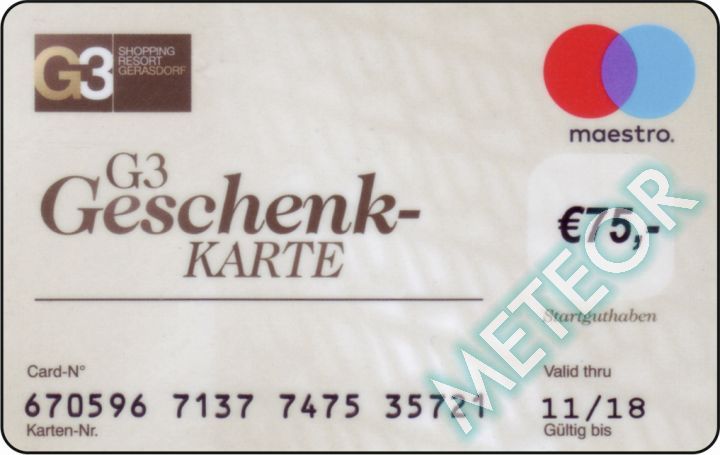 G3
SHOPPING
RESORT
GERASDORF
maestro.
G3
Geschenk-
KARTE
€75,-
METEOR
Startguthaben
Card-N°
Valid thru
670596 7137 7475 35721
11/18
Karten-Nr.
Gültig bis